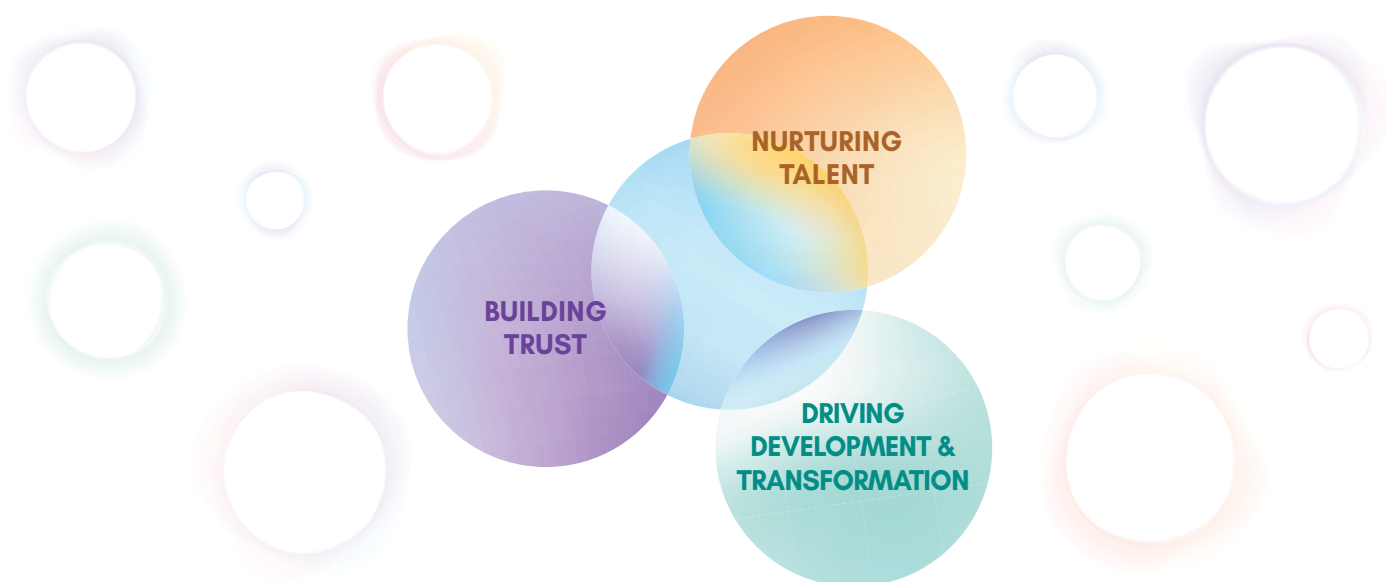 NURTURING
TALENT
BUILDING
TRUST
DRIVING
DEVELOPMENT &
TRANSFORMATION